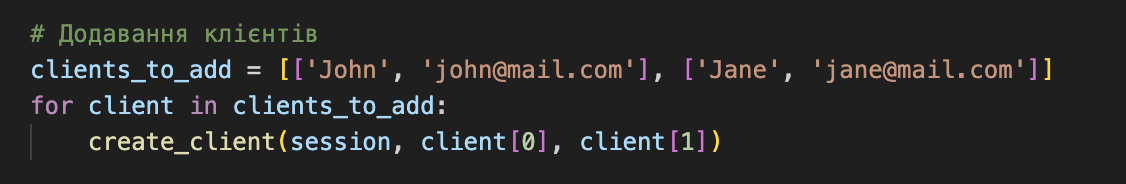 # Додавання клієнтів
clients_to_add = [['John', 'john@mail.com'], ['Jane', 'jane@mail.com']]
for client in clients_to_add:
    create_client(session, client[0], client[1])